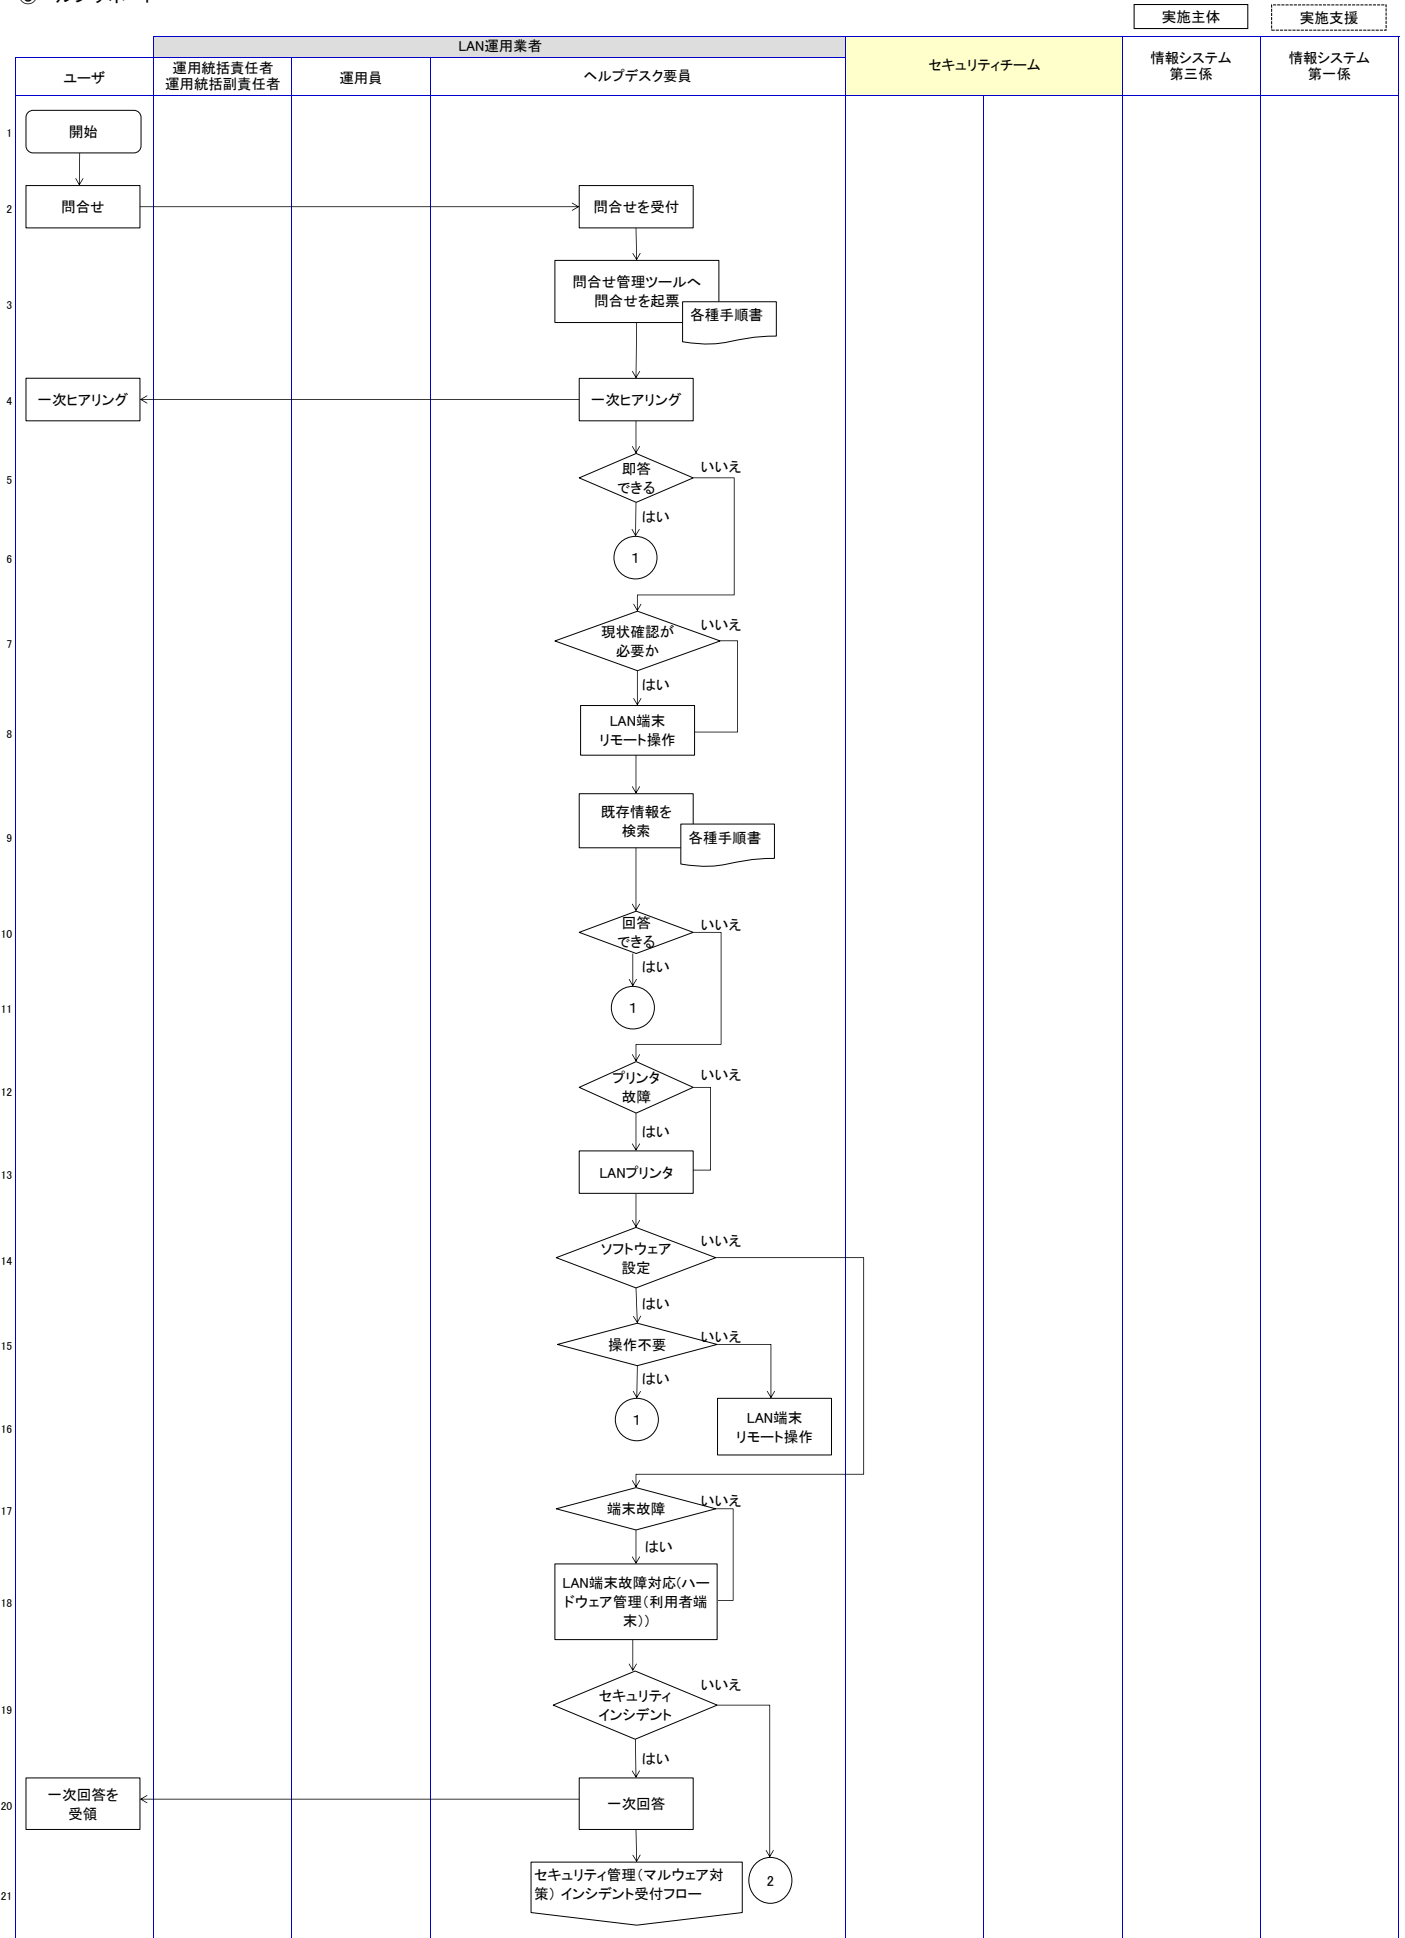 実施主体
実施支援
LAN運用業者
セキュリティチーム
情報システム
第三係
情報システム
第一係
ユーザ
運用統括責任者
運用統括副責任者
運用員
ヘルプデスク要員
1
開始
2
問合せ
問合せを受付
3
問合せ管理ツールへ
問合せを起票
各種手順書
4
一次ヒアリング
一次ヒアリング
5
即答
できる
いいえ
はい
6
1
7
現状確認が
必要か
いいえ
はい
8
LAN端末
リモート操作
9
既存情報を
検索
各種手順書
10
回答
できる
いいえ
はい
11
1
12
プリンタ
故障
いいえ
はい
13
LANプリンタ
14
ソフトウェア
設定
いいえ
はい
15
操作不要
いいえ
はい
16
1
LAN端末
リモート操作
17
端末故障
いいえ
はい
18
LAN端末故障対応(ハー
ドウェア管理(利用者端
末))
19
セキュリティ
インシデント
いいえ
はい
20
一次回答を
受領
一次回答
21
セキュリティ管理(マルウェア対
策) インシデント受付フロー
2